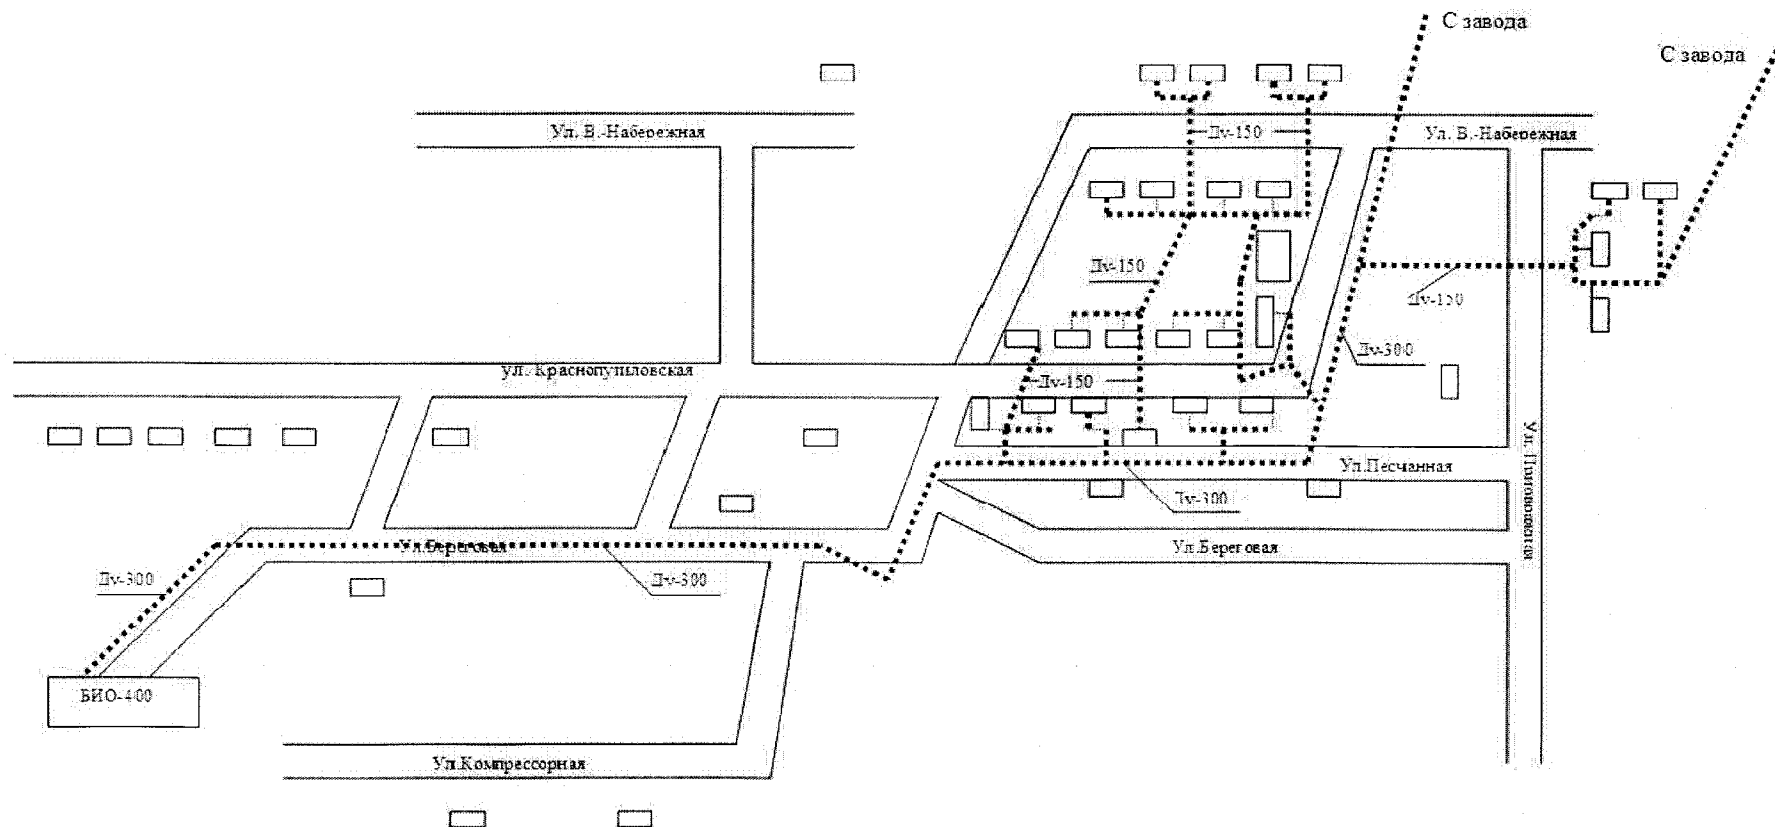 С завода
С завода
Ул. В.-Набережная
Ду-150
Ул. В.-Набережная
Ду-150
Ду-150
Ду-300
ул. Краснопутиловская
Ду-150
Ул.Песчанная
Ду-300
Ул.Береговая
Ул.Береговая
Ду-300
Ду-300
БИО-400
Ул.Компрессорная